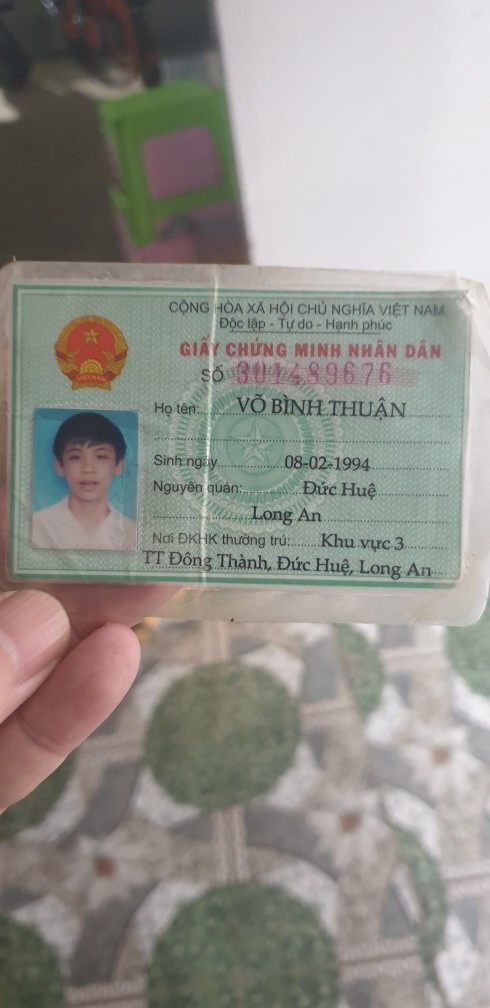 CỘNG HÒA XÃ HỘI CHỦ NGHĨA VIỆT NAM
Độc lập - Tự do - Hạnh phúc
GIẤY CHỨNG MINH NHÂN DÂN
SỐ 301489676
Họ tên: VÕ BÌNH THUẬN
Sinh ngày 08-02-1994
Nguyên quán: Đức Huệ
Long An
Nơi ĐKHK thường trú: Khu vực 3
TT Đông Thành, Đức Huệ, Long An
VIỆT NAM